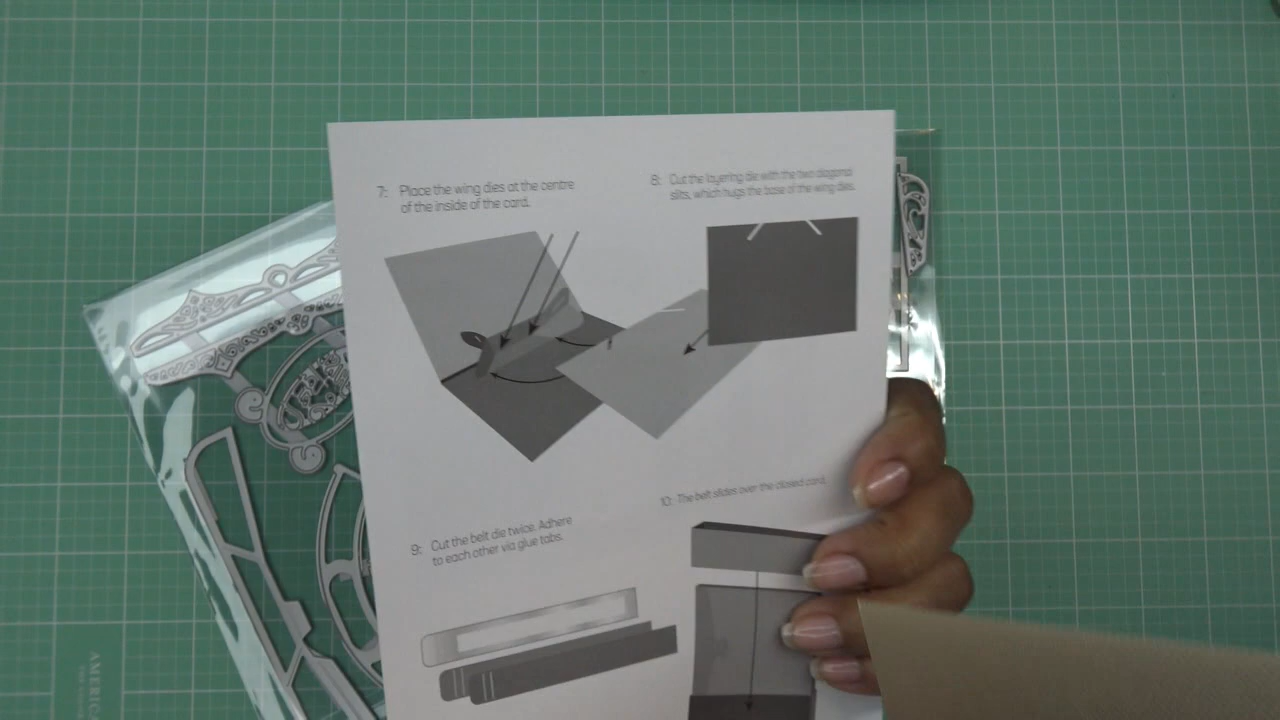 7: Place the wing dies at the centre
of the inside of the card.
8: Cut the layering die with the two diagonal
slits, which hugs the base of the wing dies.
9: Cut the belt die twice. Adhere
to each other via glue tabs.
10: The belt slides over the closed card.
AMERICA